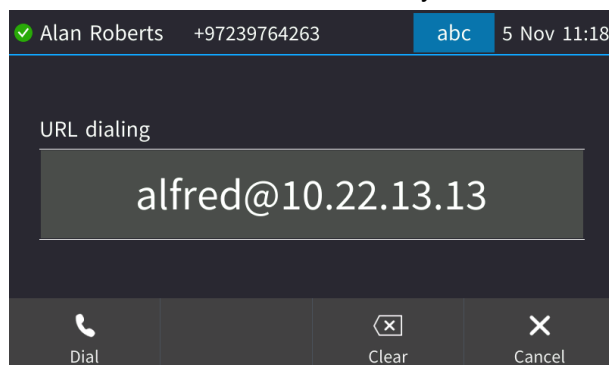 Alan Roberts +97239764263 abc 5 Nov 11:18
URL dialing
alfred@10.22.13.13
Dial Clear Cancel